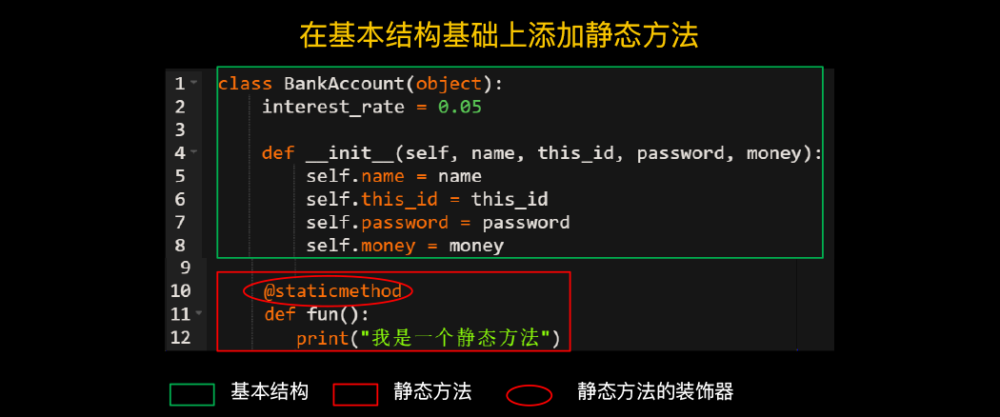 在基本结构基础上添加静态方法
1 class BankAccount(object):
2 interest_rate = 0.05
3
4 def __init__(self, name, this_id, password, money):
5 self.name = name
6 self.this_id = this_id
7 self.password = password
8 self.money = money
9
10 @staticmethod
11 def fun():
12 print("我是一个静态方法")
基本结构 静态方法 静态方法的装饰器